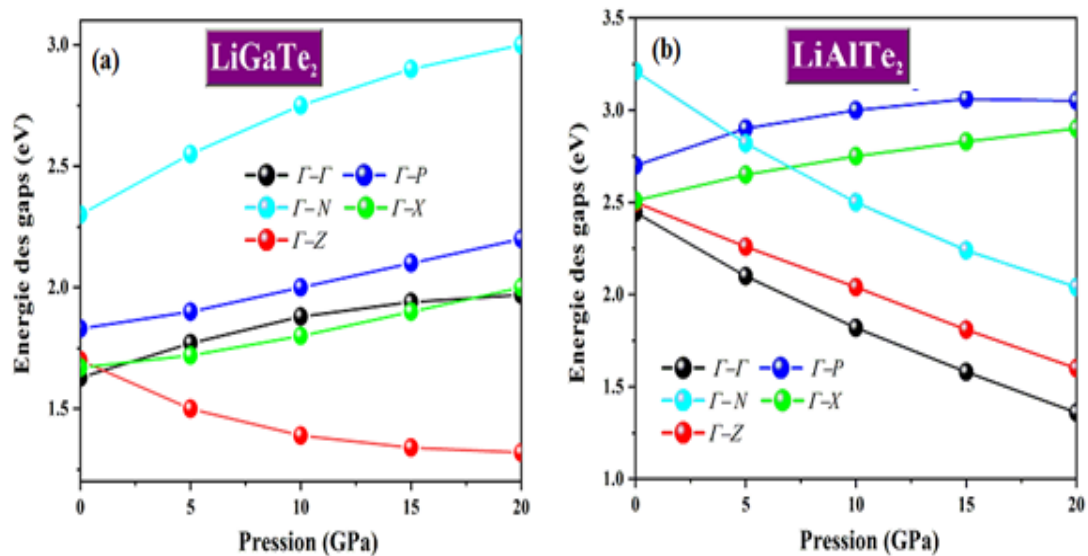 (a)
LiGaTe₂
Energie des gaps (eV)
3.0
2.5
2.0
1.5
Γ–Γ
Γ–P
Γ–N
Γ–X
Γ–Z
0
5
10
15
20
Pression (GPa)
(b)
LiAlTe₂
Energie des gaps (eV)
3.5
3.0
2.5
2.0
1.5
1.0
Γ–Γ
Γ–P
Γ–N
Γ–X
Γ–Z
0
5
10
15
20
Pression (GPa)